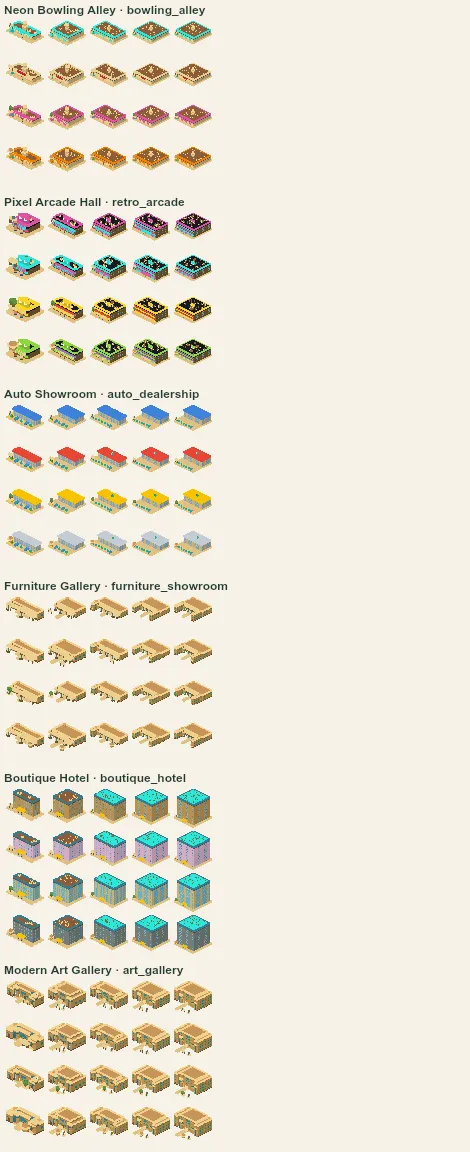 Neon Bowling Alley · bowling_alley
Pixel Arcade Hall · retro_arcade
Auto Showroom · auto_dealership
Furniture Gallery · furniture_showroom
Boutique Hotel · boutique_hotel
Modern Art Gallery · art_gallery